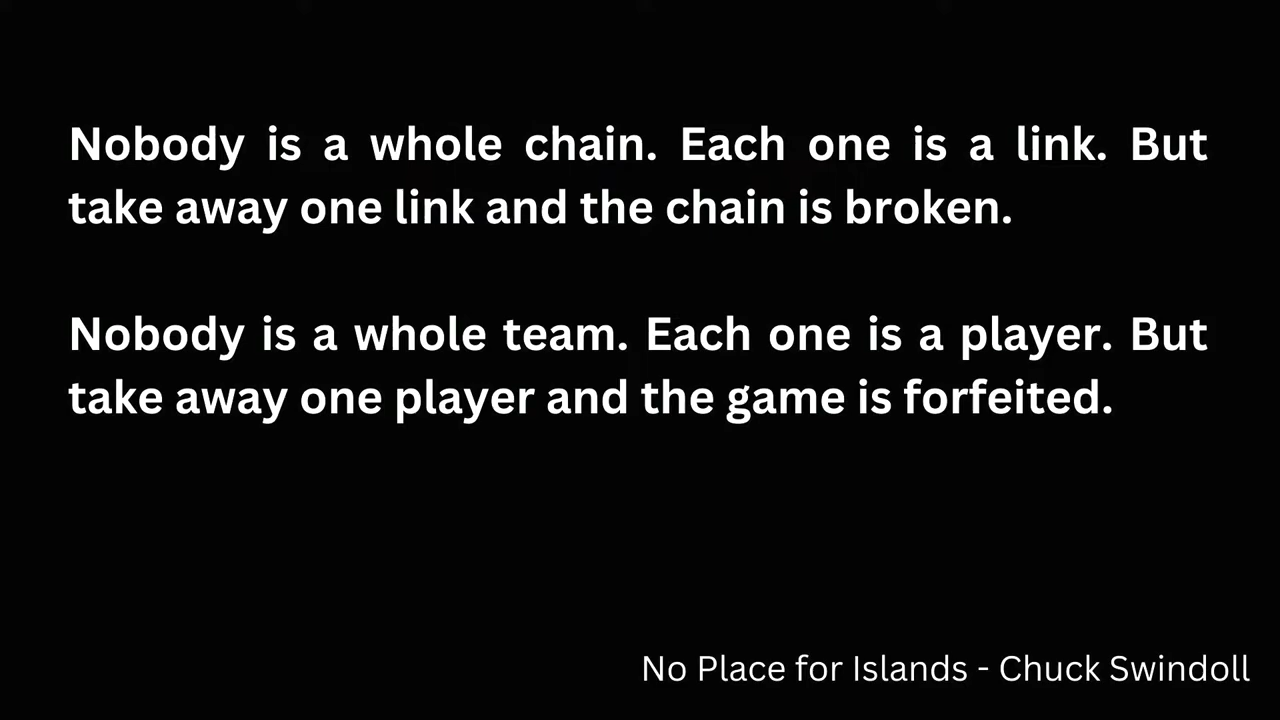 Nobody is a whole chain. Each one is a link. But
take away one link and the chain is broken.
Nobody is a whole team. Each one is a player. But
take away one player and the game is forfeited.
No Place for Islands - Chuck Swindoll